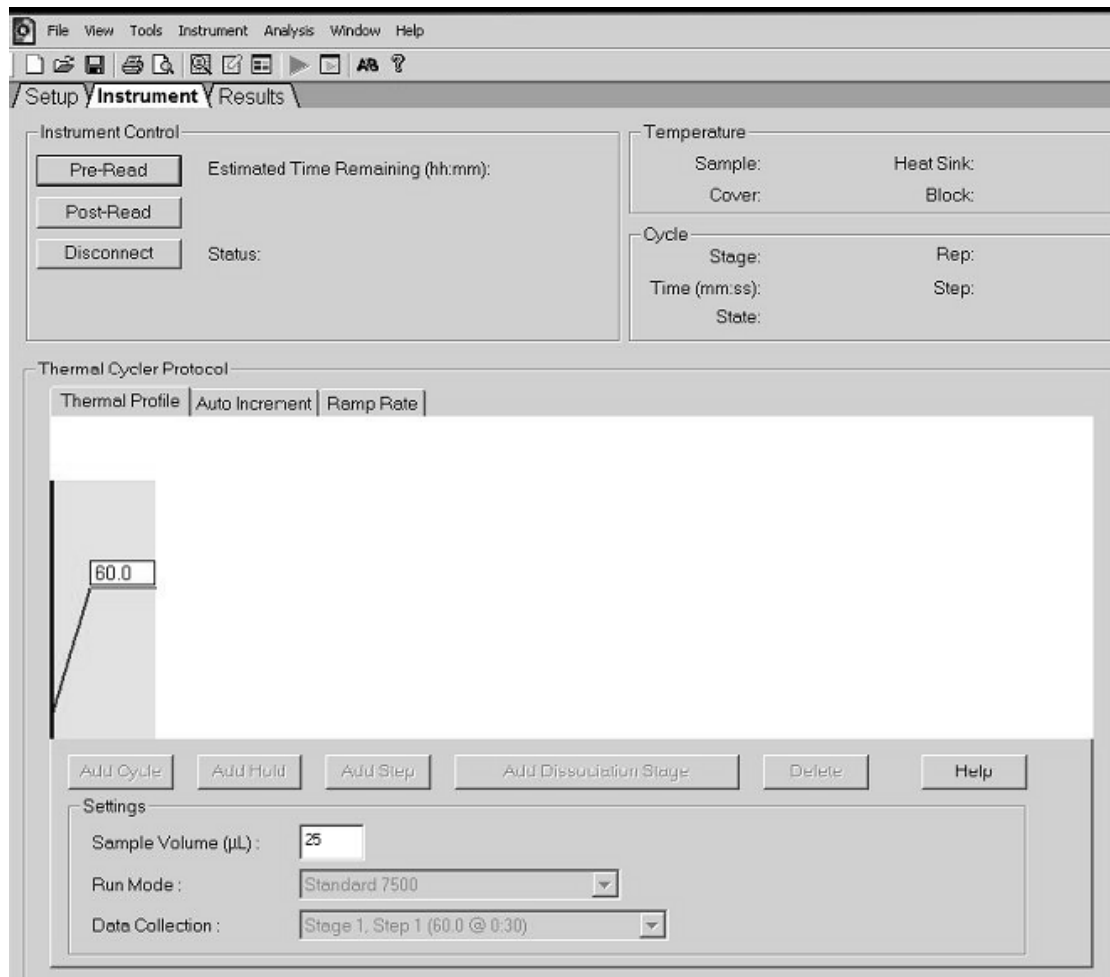 File View Tools Instrument Analysis Window Help
AB ?
Setup Instrument Results
Instrument Control
Pre-Read Estimated Time Remaining (hh:mm):
Post-Read
Disconnect Status:
Temperature
Sample: Heat Sink:
Cover: Block:
Cycle
Stage: Rep:
Time (mm:ss): Step:
State:
Thermal Cycler Protocol
Thermal Profile Auto Increment Ramp Rate
60.0
Add Cycle Add Hold Add Step Add Dissociation Stage Delete Help
Settings
Sample Volume (µL) : 25
Run Mode : Standard 7500
Data Collection : Stage 1, Step 1 (60.0 @ 0:30)